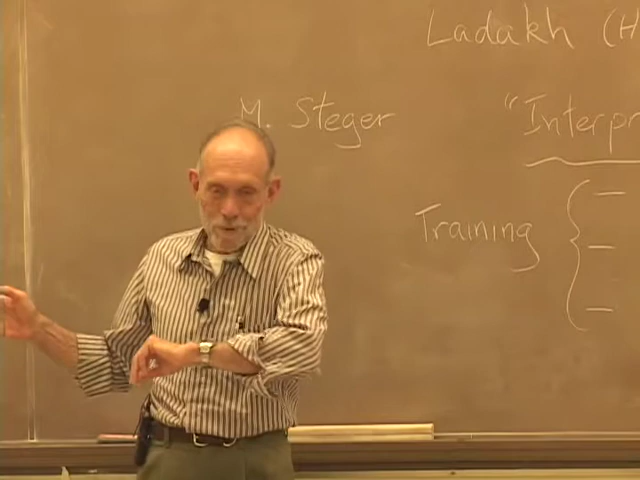 Ladakh (H
M. Steger
"Interpr
Training { –
–
–